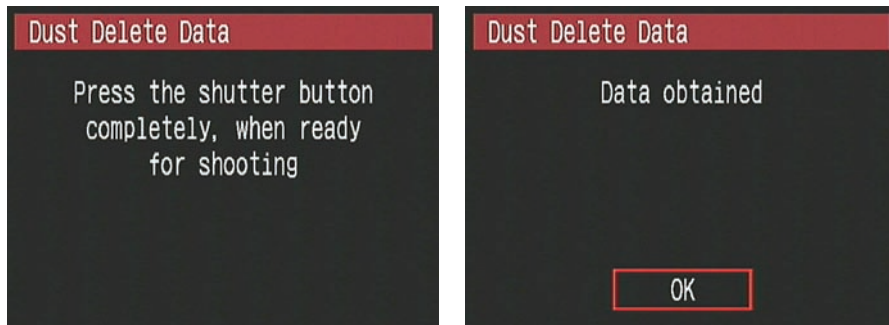 Dust Delete Data
Press the shutter button
completely, when ready
for shooting
Dust Delete Data
Data obtained
OK